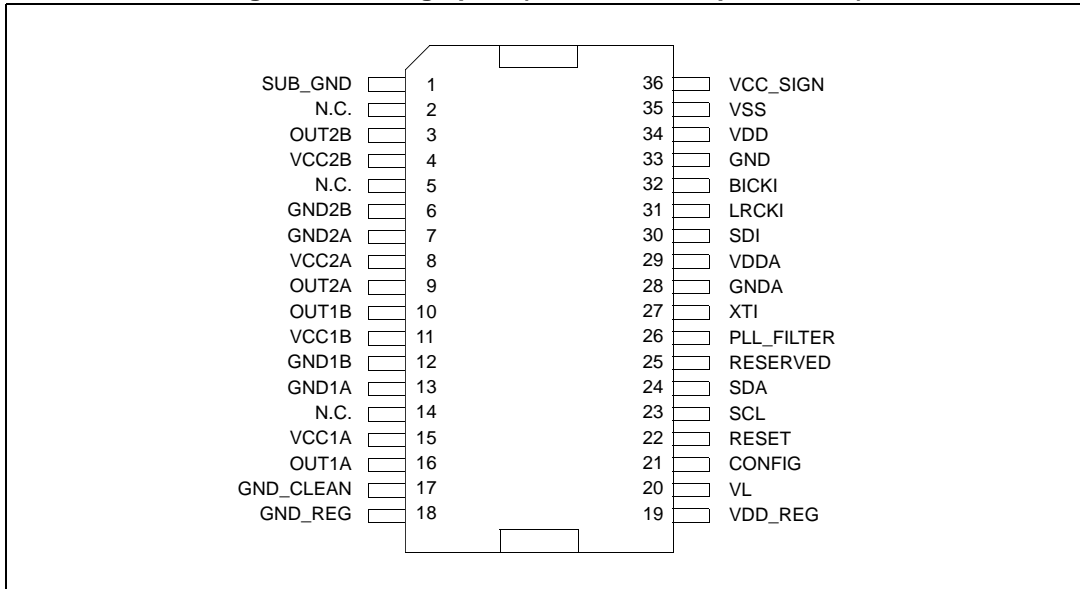 SUB_GND 1 36 VCC_SIGN
N.C. 2 35 VSS
OUT2B 3 34 VDD
VCC2B 4 33 GND
N.C. 5 32 BICKI
GND2B 6 31 LRCKI
GND2A 7 30 SDI
VCC2A 8 29 VDDA
OUT2A 9 28 GNDA
OUT1B 10 27 XTI
VCC1B 11 26 PLL_FILTER
GND1B 12 25 RESERVED
GND1A 13 24 SDA
N.C. 14 23 SCL
VCC1A 15 22 RESET
OUT1A 16 21 CONFIG
GND_CLEAN 17 20 VL
GND_REG 18 19 VDD_REG